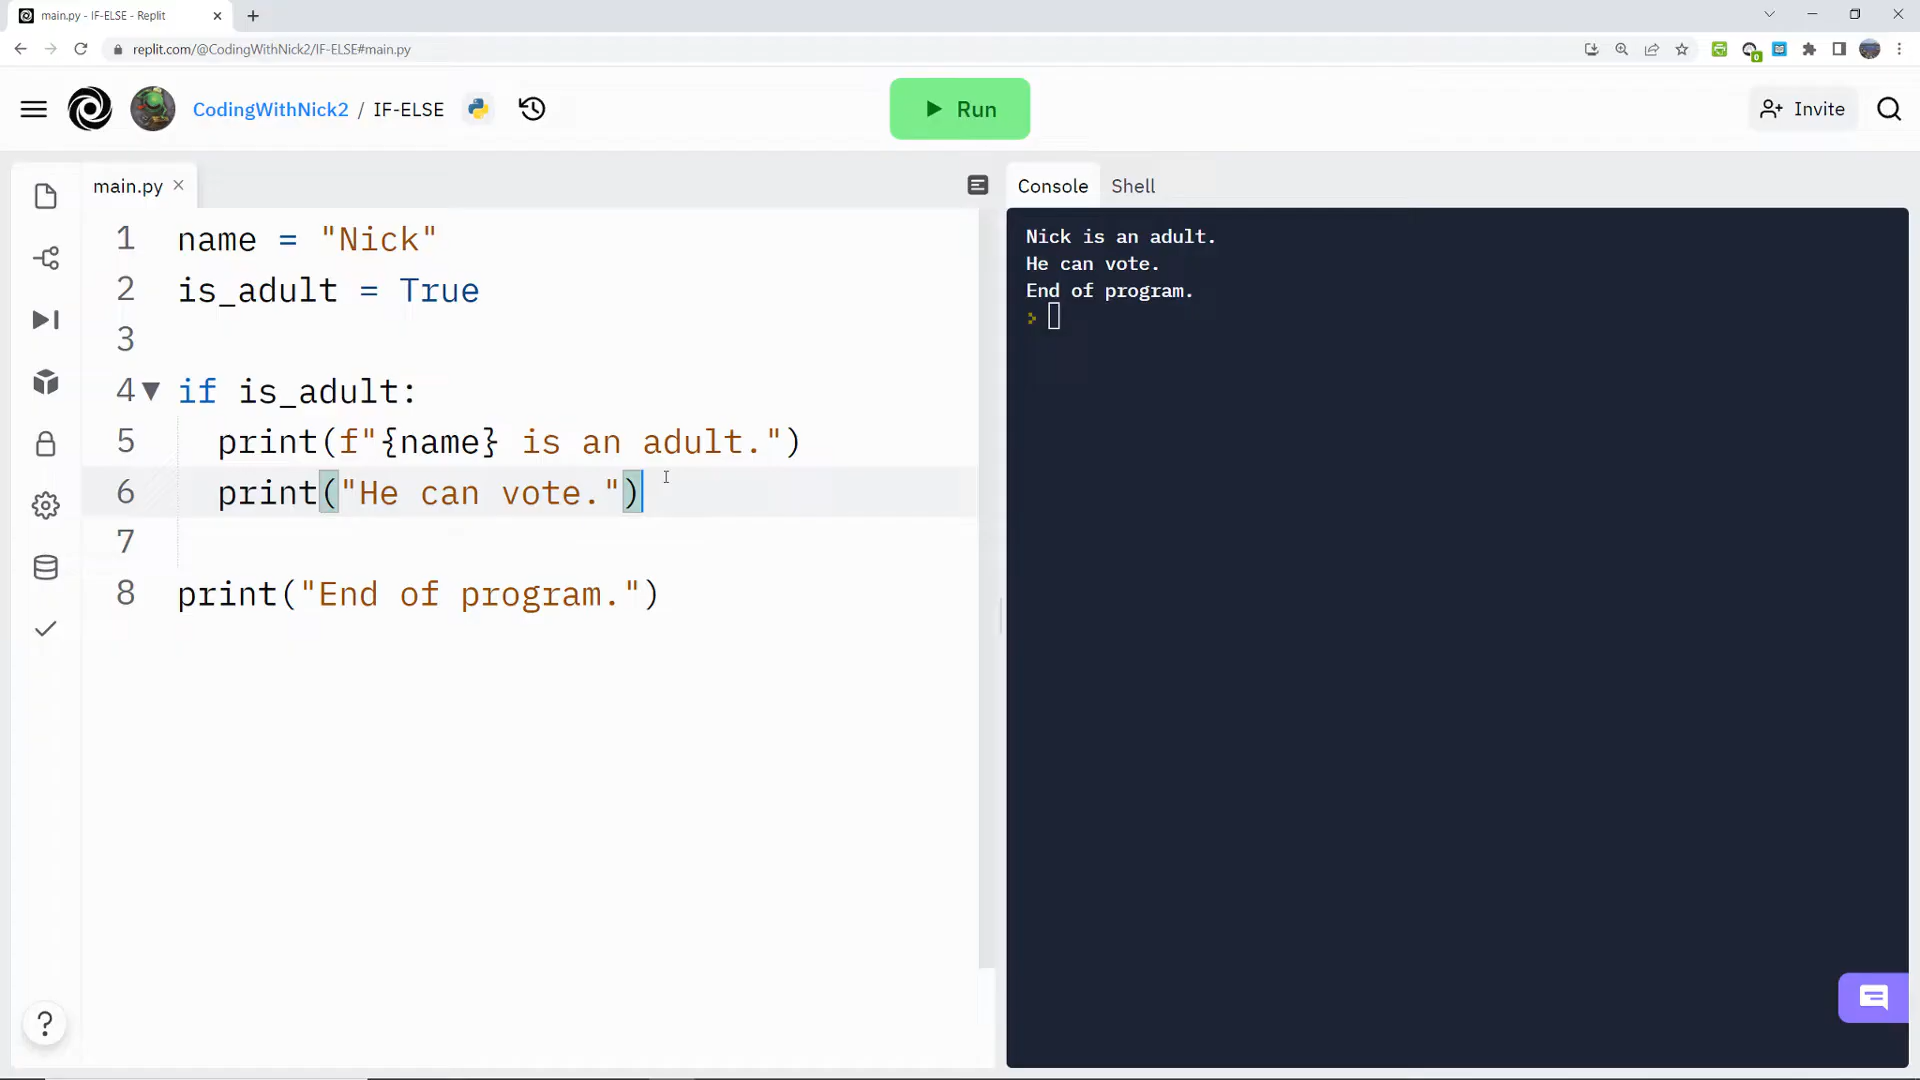 main.py - IF-ELSE - Replit
replit.com/@CodingWithNick2/IF-ELSE#main.py
0
CodingWithNick2 / IF-ELSE
Run
Invite
main.py
Console
Shell
1 name = "Nick"
2 is_adult = True
3
4 if is_adult:
5 print(f"{name} is an adult.")
6 print("He can vote.")
7
8 print("End of program.")
Nick is an adult.
He can vote.
End of program.
>
?